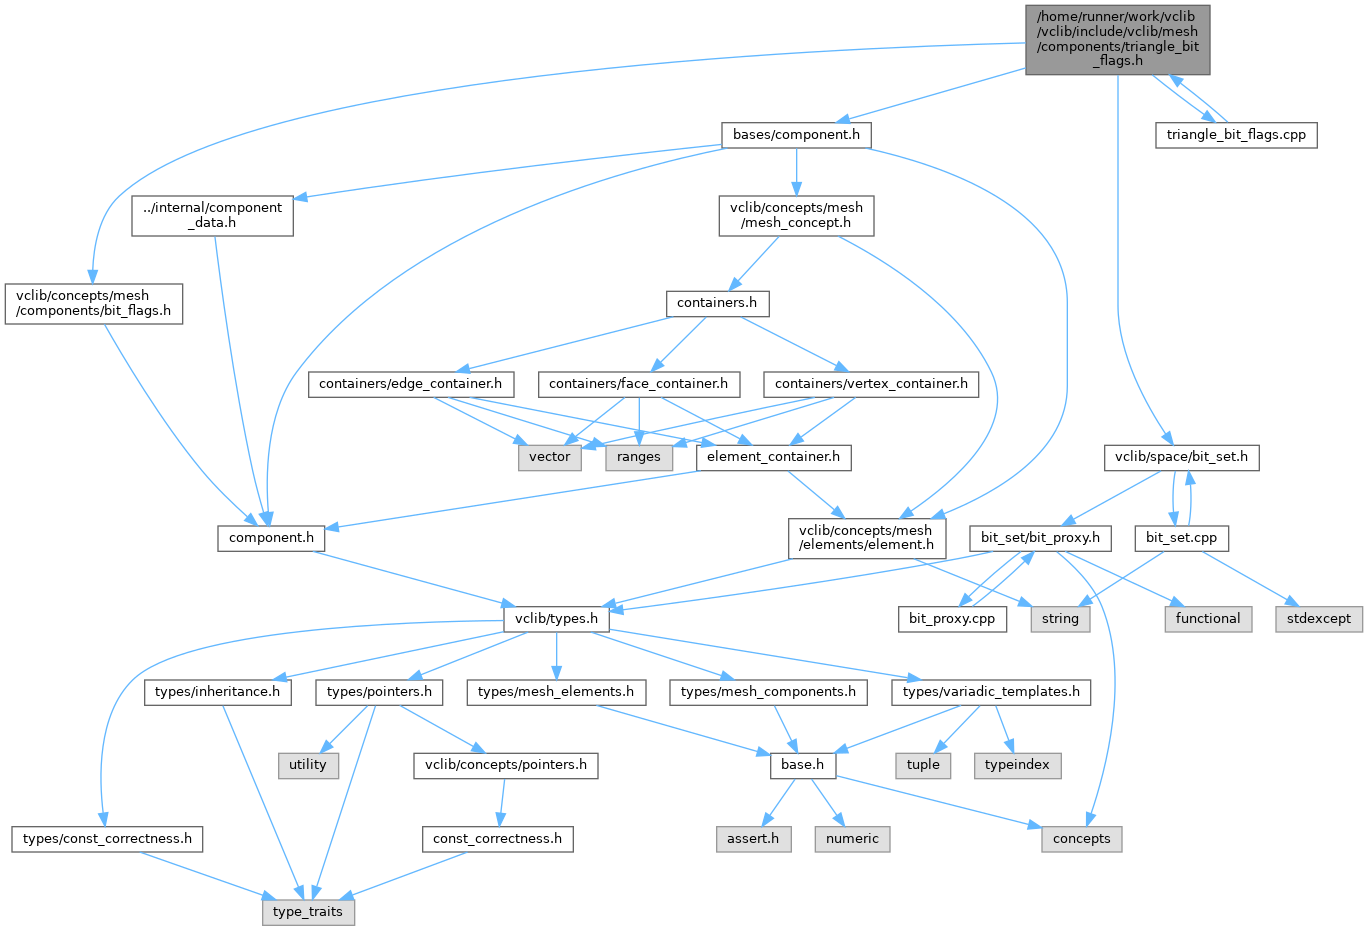 /home/runner/work/vclib
/vclib/include/vclib/mesh
/components/triangle_bit
_flags.h
bases/component.h
triangle_bit_flags.cpp
../internal/component
_data.h
vclib/concepts/mesh
/mesh_concept.h
vclib/concepts/mesh
/components/bit_flags.h
containers.h
containers/edge_container.h
containers/face_container.h
containers/vertex_container.h
vector
ranges
element_container.h
vclib/space/bit_set.h
component.h
vclib/concepts/mesh
/elements/element.h
bit_set/bit_proxy.h
bit_set.cpp
vclib/types.h
bit_proxy.cpp
string
functional
stdexcept
types/inheritance.h
types/pointers.h
types/mesh_elements.h
types/mesh_components.h
types/variadic_templates.h
utility
vclib/concepts/pointers.h
base.h
tuple
typeindex
types/const_correctness.h
const_correctness.h
assert.h
numeric
concepts
type_traits